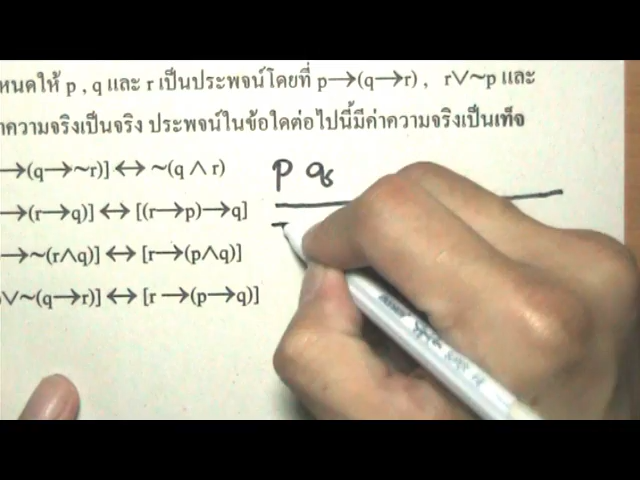 หนดให้ p , q และ r เป็นประพจน์โดยที่ p→(q→r) , r∨~p และ
าความจริงเป็นจริง ประพจน์ในข้อใดต่อไปนี้มีค่าความจริงเป็นเท็จ
→(q→~r)] ↔ ~(q ∧ r)
→(r→q)] ↔ [(r→p)→q]
→~(r∧q)] ↔ [r→(p∧q)]
∨~(q→r)] ↔ [r →(p→q)]
p q